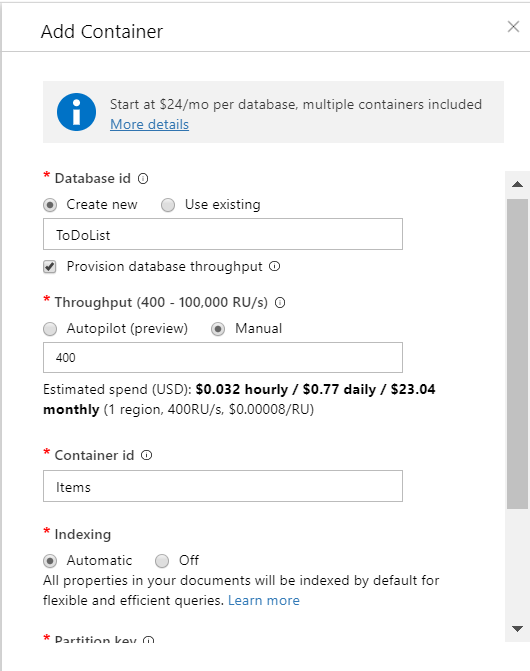 Add Container
Start at $24/mo per database, multiple containers included
More details
* Database id
Create new Use existing
ToDoList
Provision database throughput
* Throughput (400 - 100,000 RU/s)
Autopilot (preview) Manual
400
Estimated spend (USD): $0.032 hourly / $0.77 daily / $23.04
monthly (1 region, 400RU/s, $0.00008/RU)
* Container id
Items
* Indexing
Automatic Off
All properties in your documents will be indexed by default for
flexible and efficient queries. Learn more
* Partition key